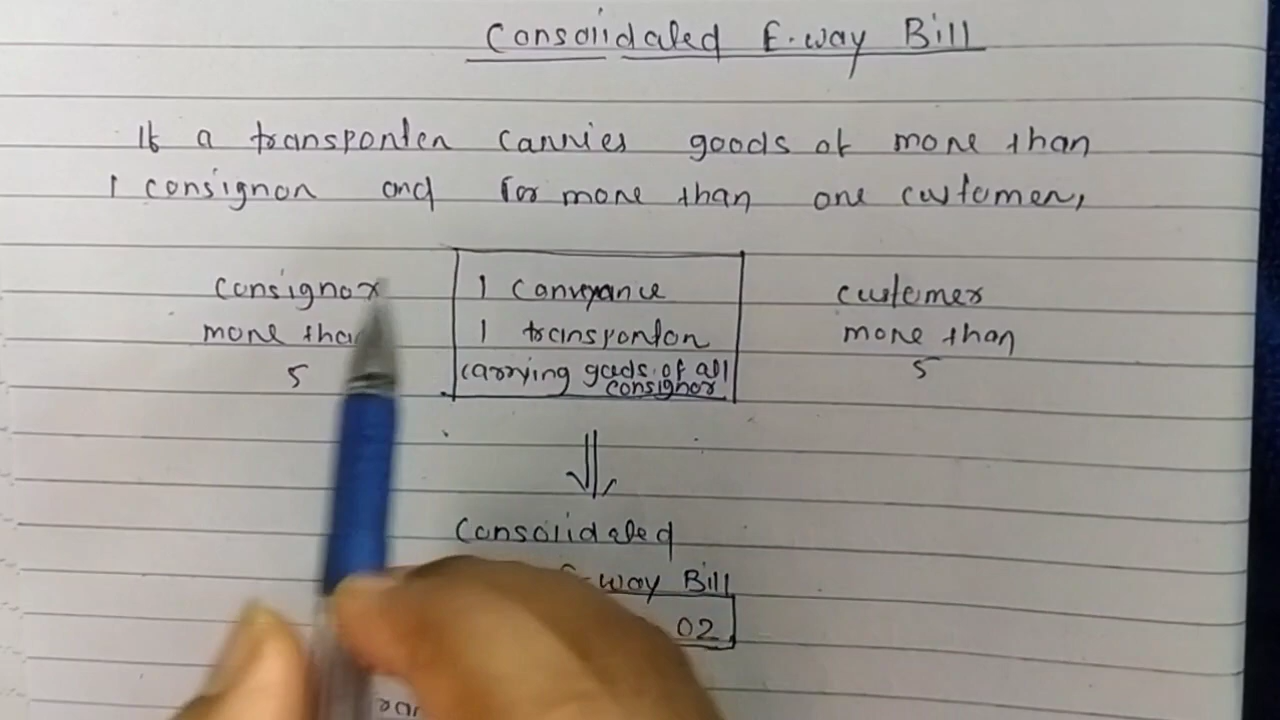 Consolidated E-way Bill
If a transporter carries goods of more than
1 consignor and for more than one customer,
consignor
more than
5
1 Conveyance
1 transporter
carrying goods of all
consignor
customer
more than
5
Consolidated
E-way Bill
02